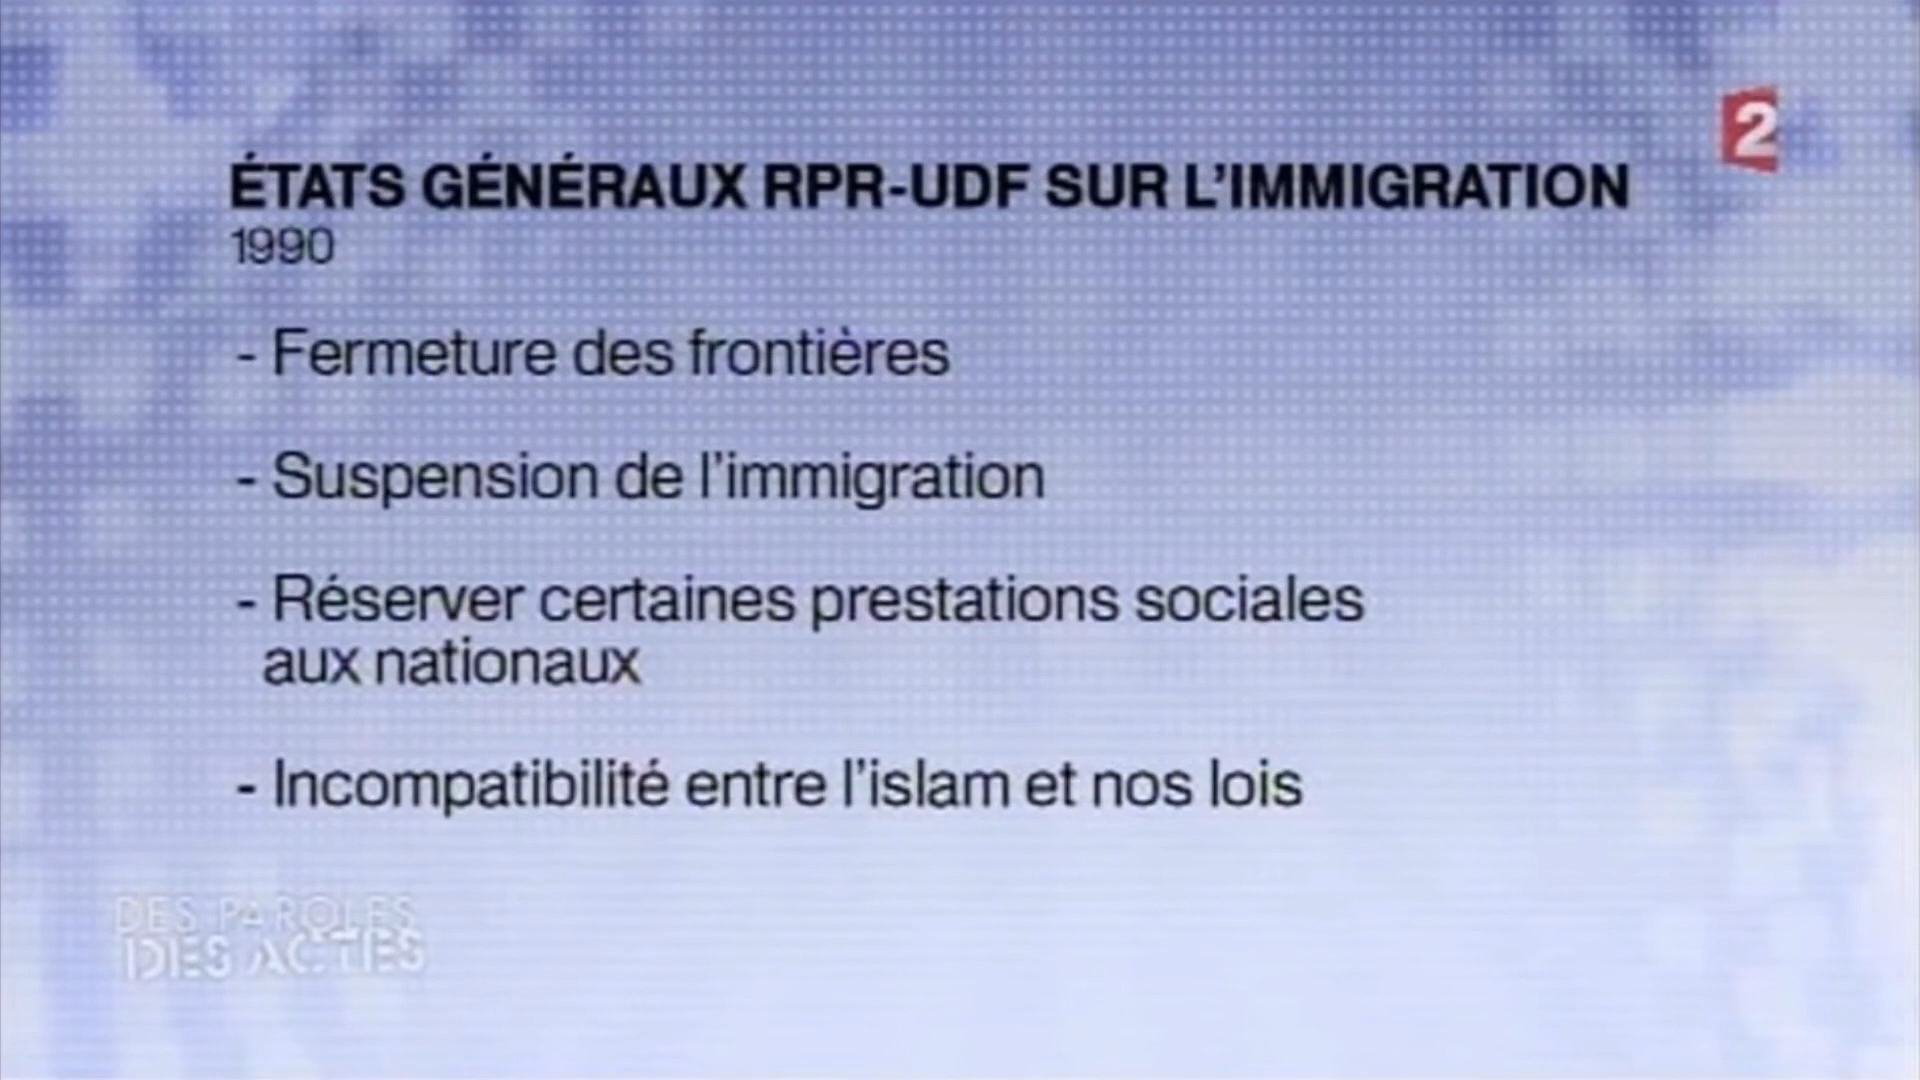 2
ÉTATS GÉNÉRAUX RPR-UDF SUR L'IMMIGRATION
1990
- Fermeture des frontières
- Suspension de l'immigration
- Réserver certaines prestations sociales
aux nationaux
- Incompatibilité entre l'islam et nos lois
DES PAROLES
DES ACTES